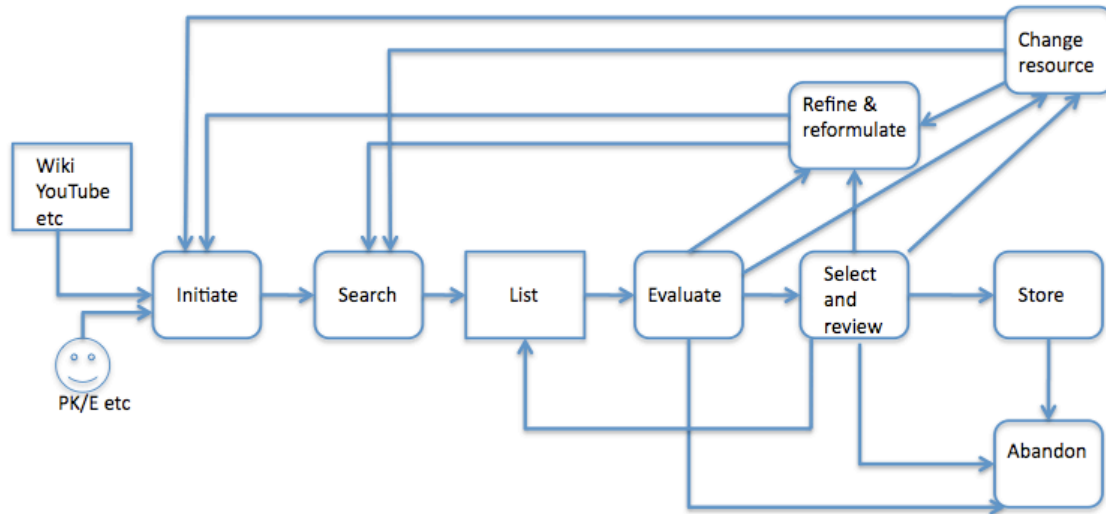 Change
resource
Refine &
reformulate
Wiki
YouTube
etc
Initiate
Search
List
Evaluate
Select
and
review
Store
PK/E etc
Abandon